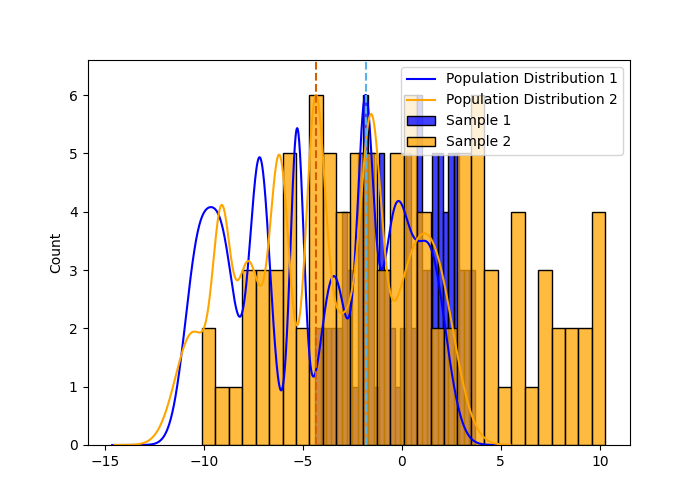 Population Distribution 1
Population Distribution 2
Sample 1
Sample 2
Count
6
5
4
3
2
1
0
−15 −10 −5 0 5 10